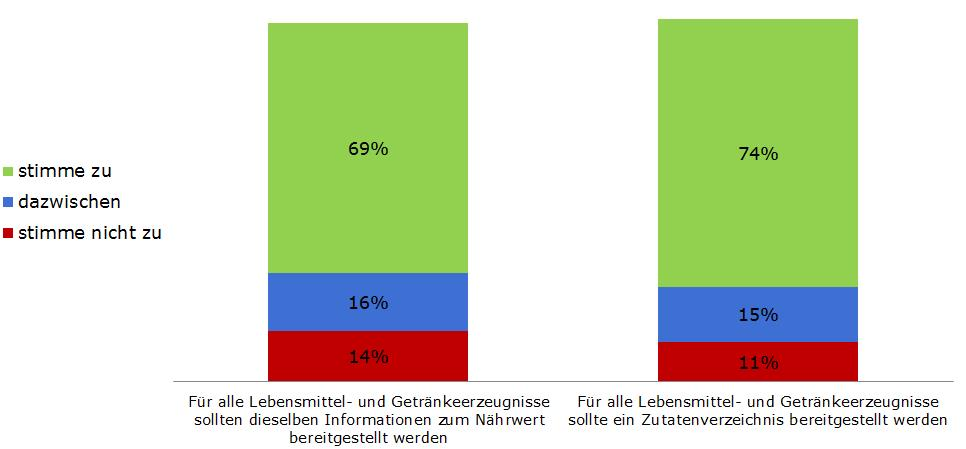 69%
74%
stimme zu
dazwischen
stimme nicht zu
16%
15%
14%
11%
Für alle Lebensmittel- und Getränkeerzeugnisse
sollten dieselben Informationen zum Nährwert
bereitgestellt werden
Für alle Lebensmittel- und Getränkeerzeugnisse
sollte ein Zutatenverzeichnis bereitgestellt werden